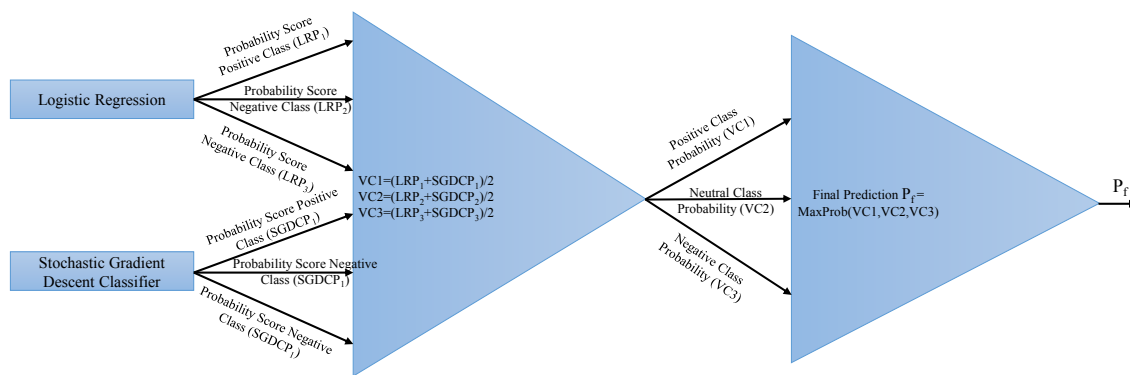 Logistic Regression
Stochastic Gradient
Descent Classifier
Probability Score
Positive Class (LRP₁)
Probability Score
Negative Class (LRP₂)
Probability Score
Negative Class (LRP₃)
Probability Score Positive
Class (SGDCP₁)
Probability Score Negative
Class (SGDCP₁)
Probability Score Negative
Class (SGDCP₁)
VC1=(LRP₁+SGDCP₁)/2
VC2=(LRP₂+SGDCP₂)/2
VC3=(LRP₃+SGDCP₃)/2
Positive Class
Probability (VC1)
Neutral Class
Probability (VC2)
Negative Class
Probability (VC3)
Final Prediction P_f=
MaxProb(VC1,VC2,VC3)
P_f